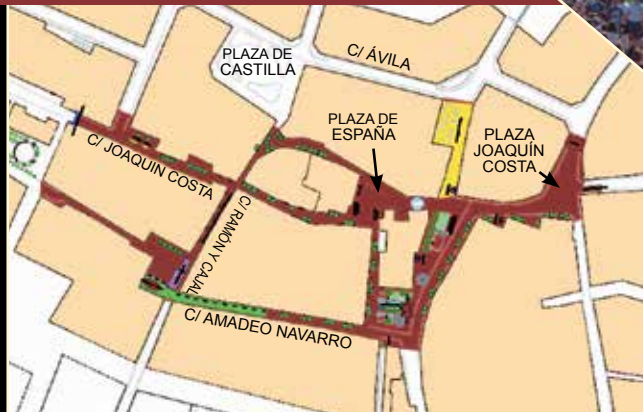 PLAZA DE
CASTILLA
C/ ÁVILA
PLAZA DE
ESPAÑA
PLAZA
JOAQUÍN
COSTA
C/ JOAQUIN COSTA
C/ RAMÓN Y CAJAL
C/ AMADEO NAVARRO